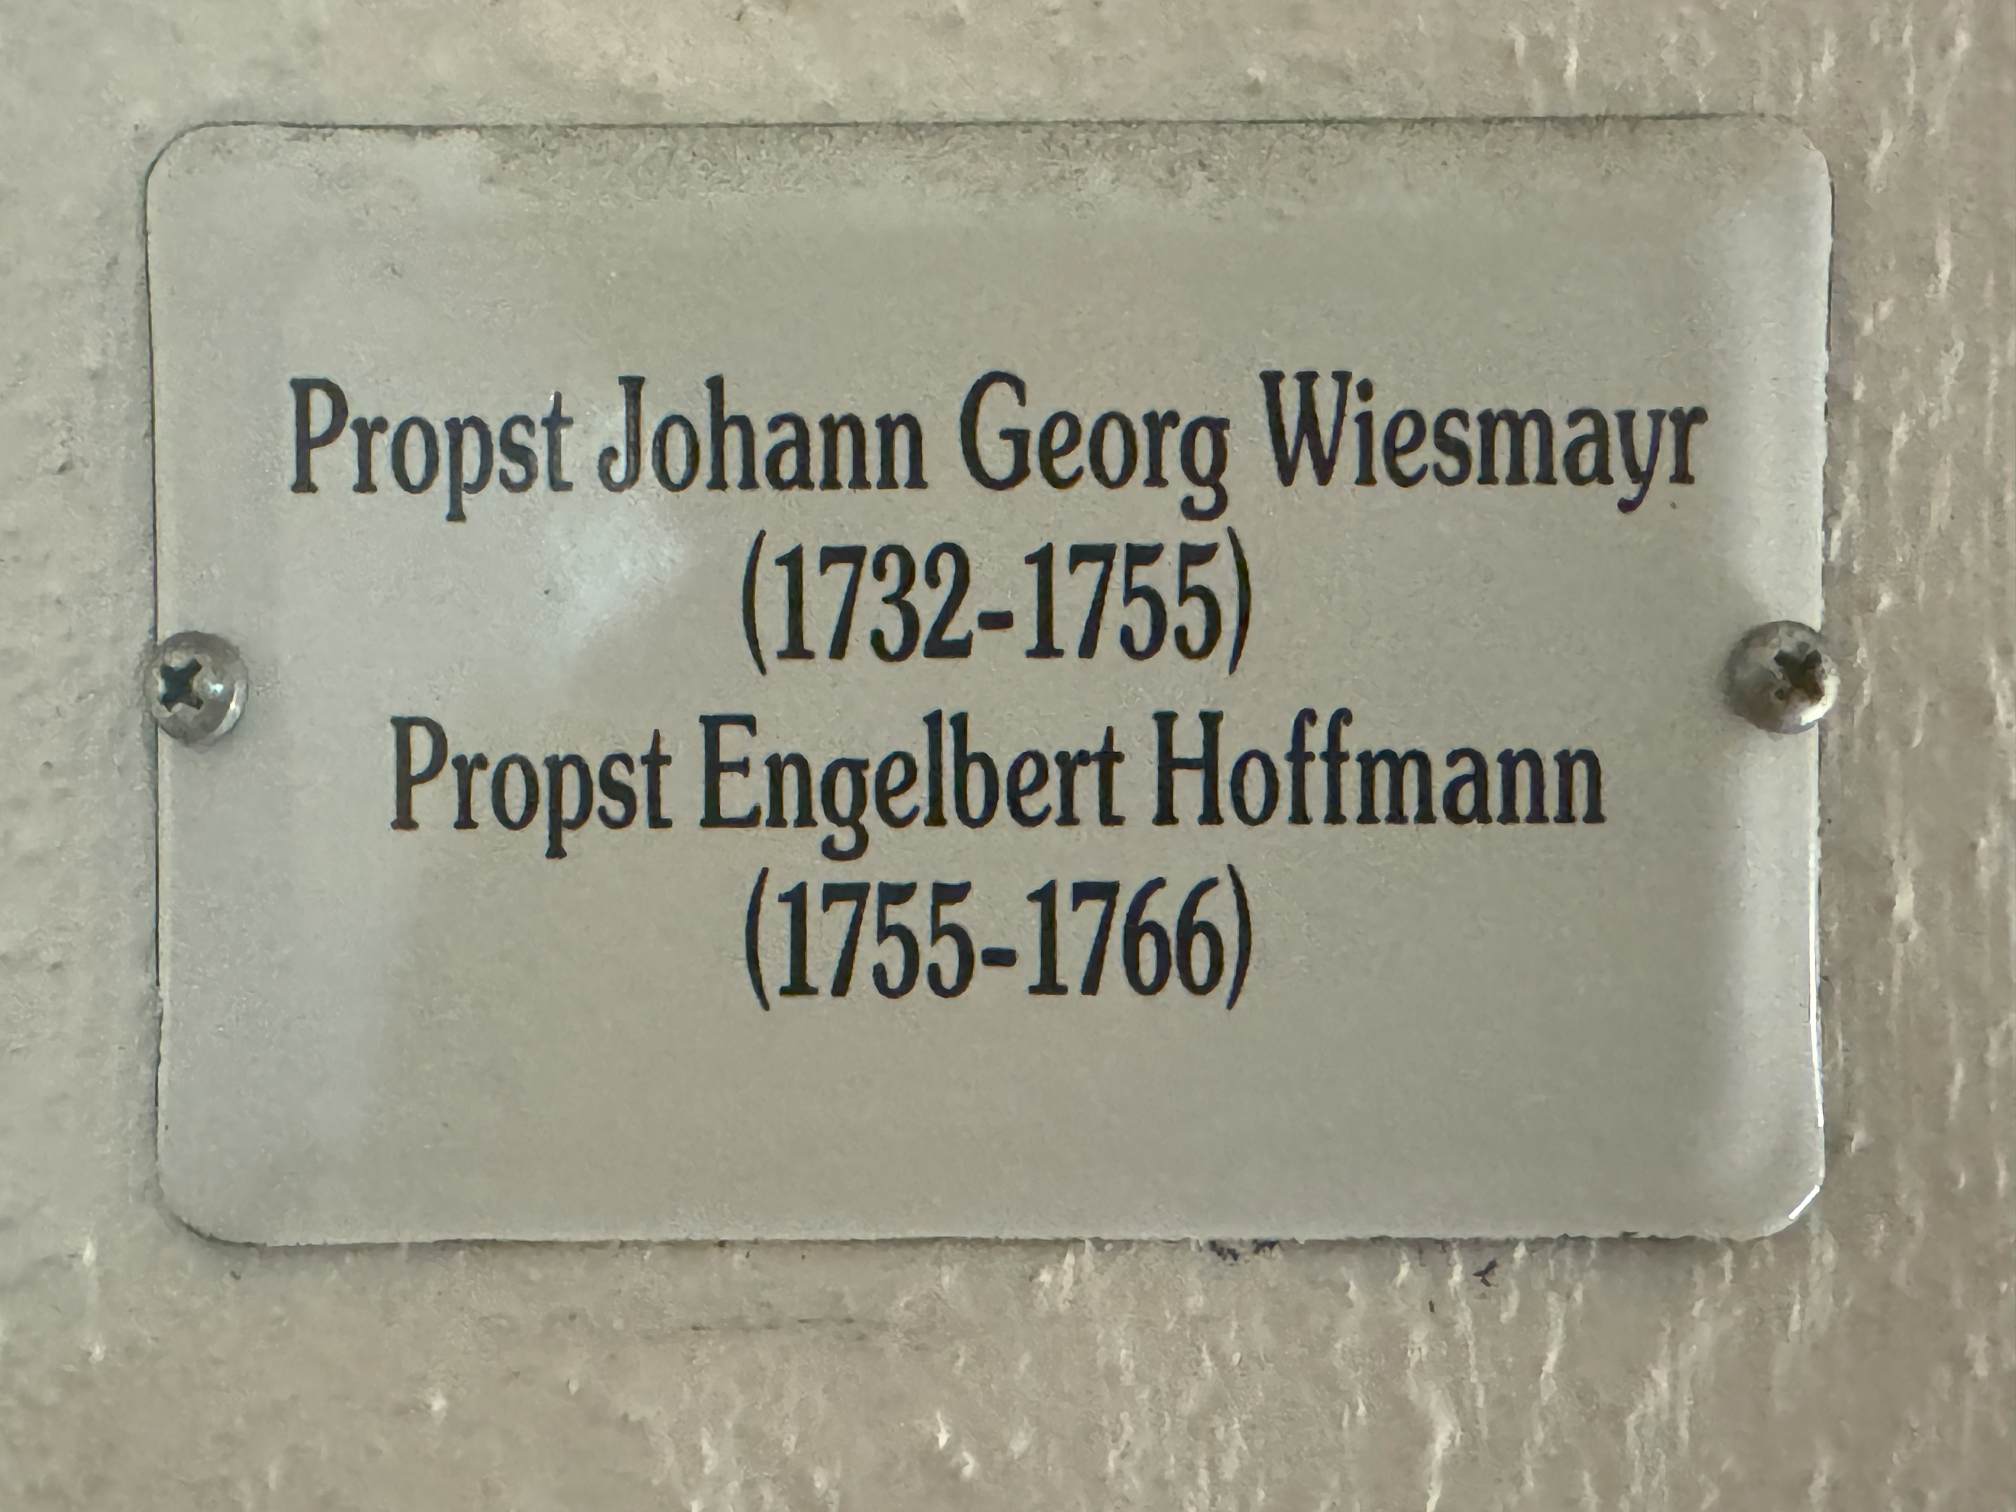 Propst Johann Georg Wiesmayr
(1732-1755)
Propst Engelbert Hoffmann
(1755-1766)